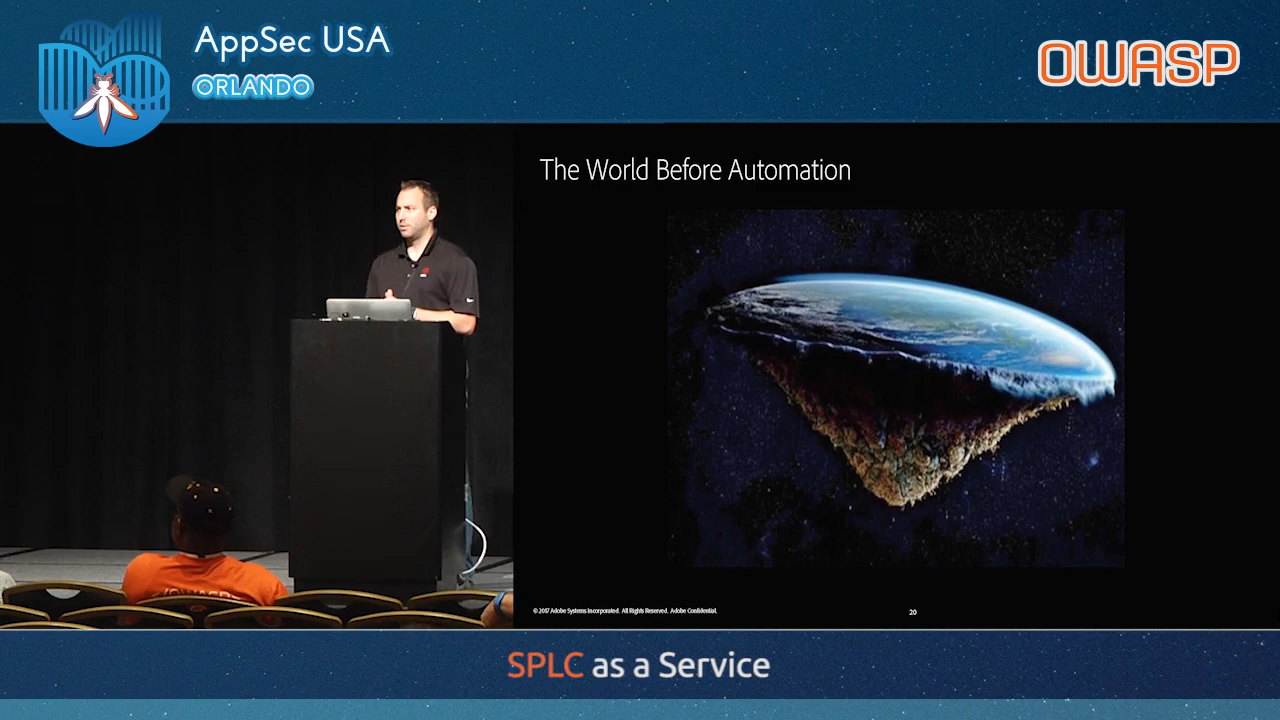 AppSec USA
ORLANDO
OWASP
The World Before Automation
© 2017 Adobe Systems Incorporated. All Rights Reserved. Adobe Confidential.
20
SPLC as a Service